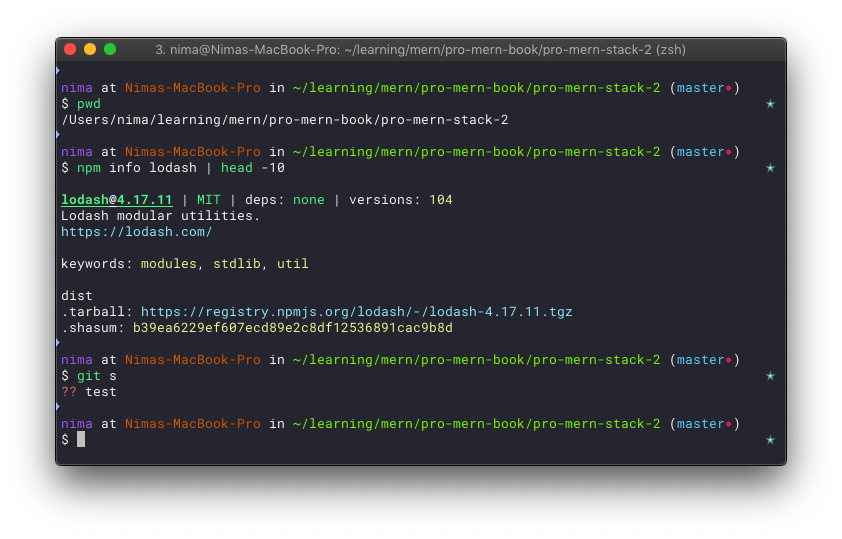 3. nima@Nimas-MacBook-Pro: ~/learning/mern/pro-mern-book/pro-mern-stack-2 (zsh)
nima at Nimas-MacBook-Pro in ~/learning/mern/pro-mern-book/pro-mern-stack-2 (master•)
$ pwd ★
/Users/nima/learning/mern/pro-mern-book/pro-mern-stack-2
nima at Nimas-MacBook-Pro in ~/learning/mern/pro-mern-book/pro-mern-stack-2 (master•)
$ npm info lodash | head -10 ★
lodash@4.17.11 | MIT | deps: none | versions: 104
Lodash modular utilities.
https://lodash.com/
keywords: modules, stdlib, util
dist
.tarball: https://registry.npmjs.org/lodash/-/lodash-4.17.11.tgz
.shasum: b39ea6229ef607ecd89e2c8df12536891cac9b8d
nima at Nimas-MacBook-Pro in ~/learning/mern/pro-mern-book/pro-mern-stack-2 (master•)
$ git s ★
?? test
nima at Nimas-MacBook-Pro in ~/learning/mern/pro-mern-book/pro-mern-stack-2 (master•)
$ ★